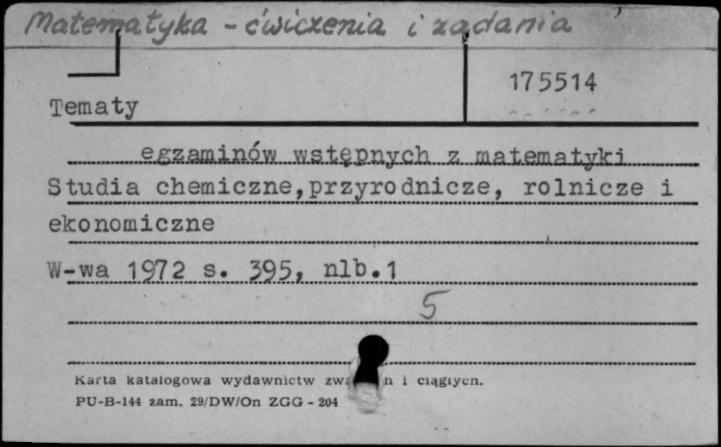 Matematyka - ćwiczenia i zadania
175514
Tematy
egzaminów wstępnych z matematyki
Studia chemiczne,przyrodnicze, rolnicze i
ekonomiczne
W-wa 1972 s. 395, nlb.1
5
Karta katalogowa wydawnictw i ciągłych.
PU-B-144 zam. 29/DW/On ZGG - 204